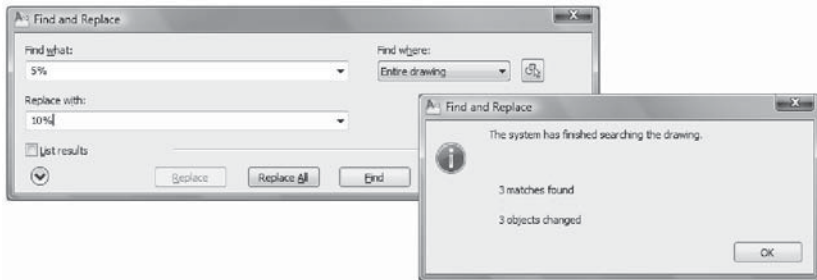 Find and Replace
Find what:
5%
Find where:
Entire drawing
Replace with:
10%
List results
Replace
Replace All
Find
Find and Replace
The system has finished searching the drawing.
3 matches found
3 objects changed
OK